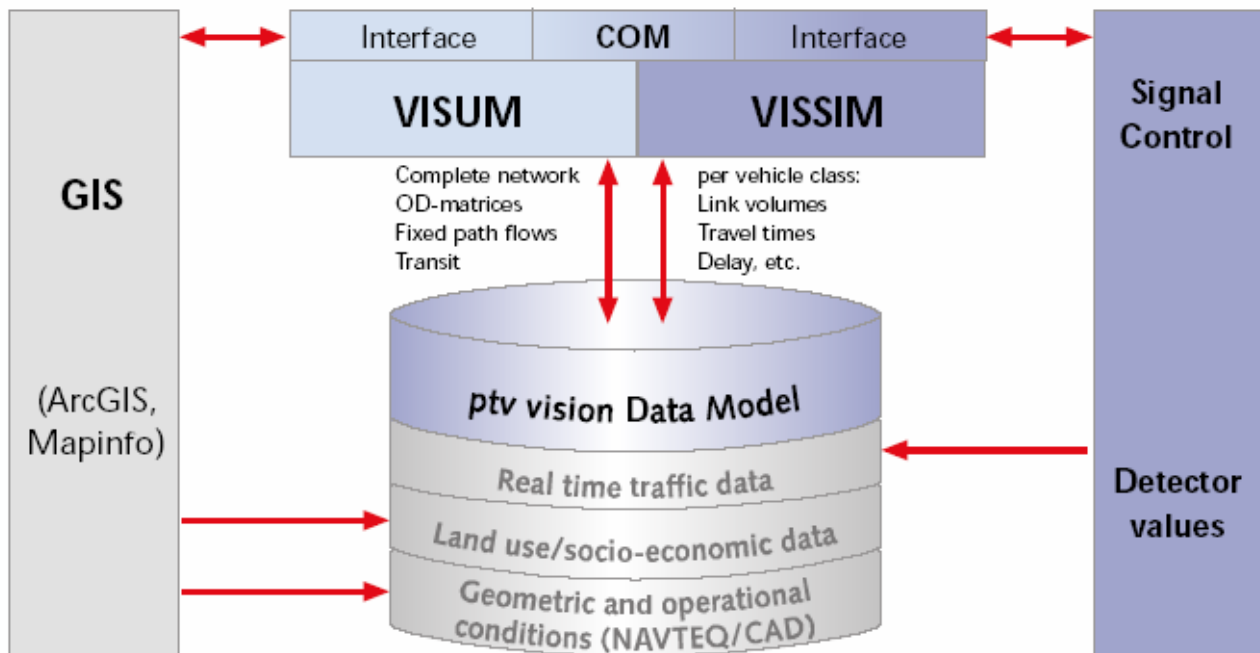 Interface
COM
Interface
VISUM
VISSIM
GIS
(ArcGIS,
Mapinfo)
Complete network
OD-matrices
Fixed path flows
Transit
per vehicle class:
Link volumes
Travel times
Delay, etc.
Signal
Control
Detector
values
ptv vision Data Model
Real time traffic data
Land use/socio-economic data
Geometric and operational
conditions (NAVTEQ/CAD)